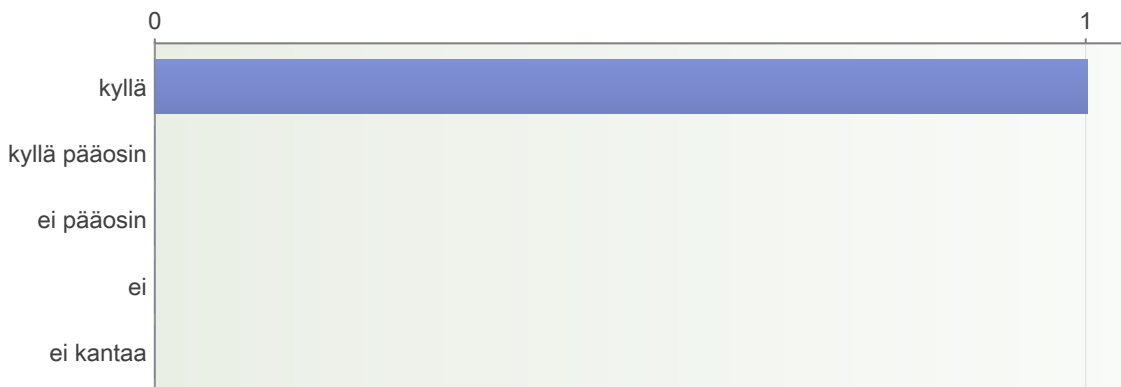 0 1
kyllä
kyllä pääosin
ei pääosin
ei
ei kantaa